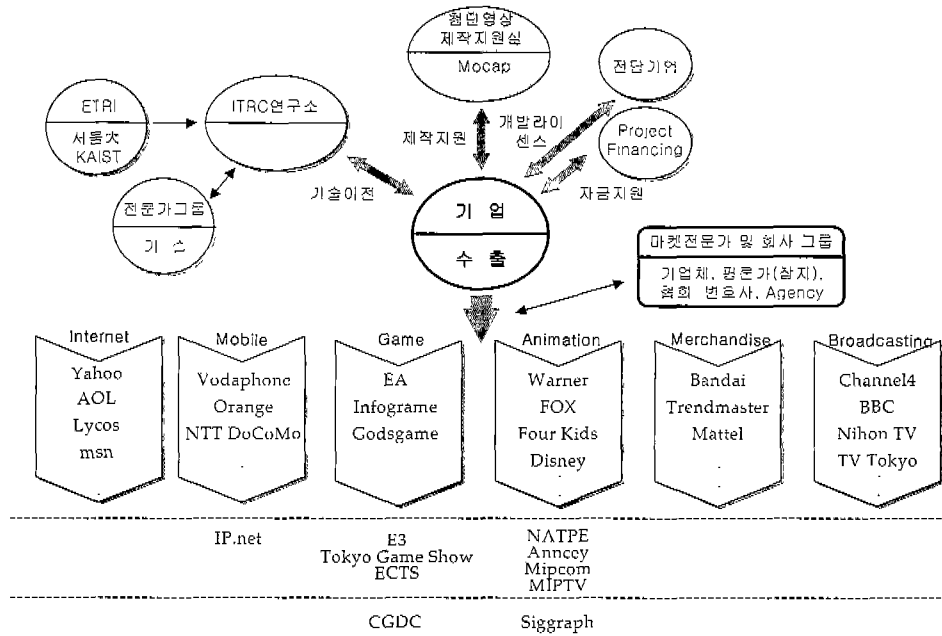 첨단영상
제작지원실
Mocap
전단기업
ETRI
서울大
KAIST
ITRC연구소
제작지원
개발라이
센스
Project
Financing
전문가그룹
기술이전
자금지원
기 업
수 출
마켓전문가 및 회사 그룹
기업체, 평론가(잡지),
협회 변호사, Agency
Internet
Yahoo
AOL
Lycos
msn
Mobile
Vodaphone
Orange
NTT DoCoMo
Game
EA
Infograme
Godsgame
Animation
Warner
FOX
Four Kids
Disney
Merchandise
Bandai
Trendmaster
Mattel
Broadcasting
Channel4
BBC
Nihon TV
TV Tokyo
IP.net
E3
Tokyo Game Show
ECTS
NATPE
Anncey
Mipcom
MIPTV
CGDC
Siggraph